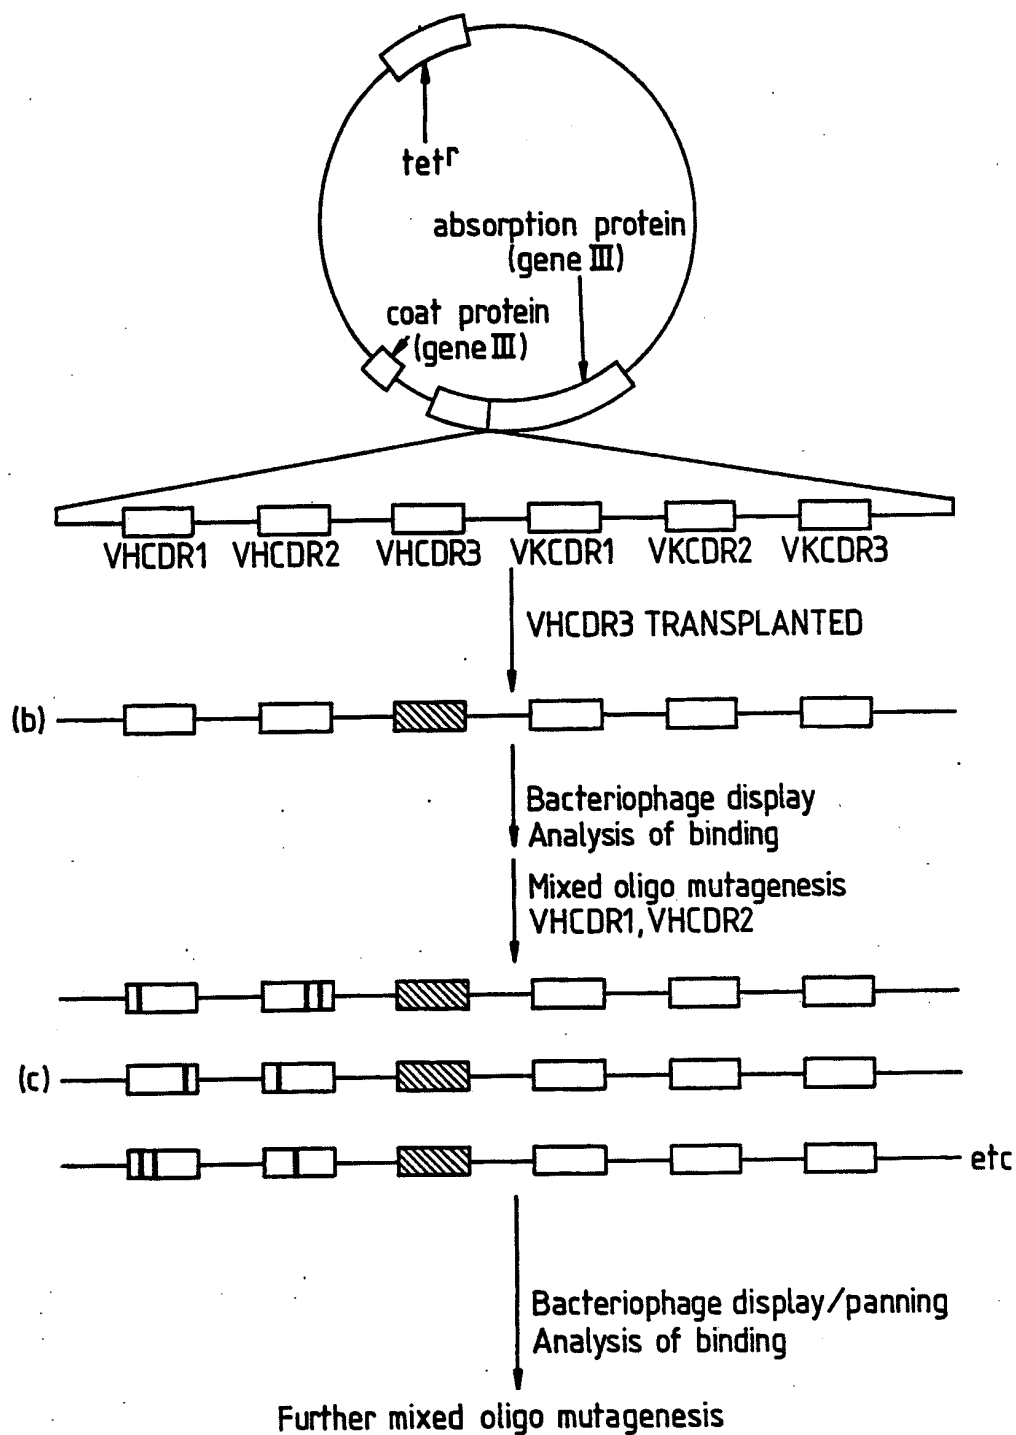 tetr
absorption protein
(gene III)
coat protein
(gene III)
VHCDR1 VHCDR2 VHCDR3 VKCDR1 VKCDR2 VKCDR3
VHCDR3 TRANSPLANTED
(b)
Bacteriophage display
Analysis of binding
Mixed oligo mutagenesis
VHCDR1, VHCDR2
(c)
etc
Bacteriophage display/panning
Analysis of binding
Further mixed oligo mutagenesis